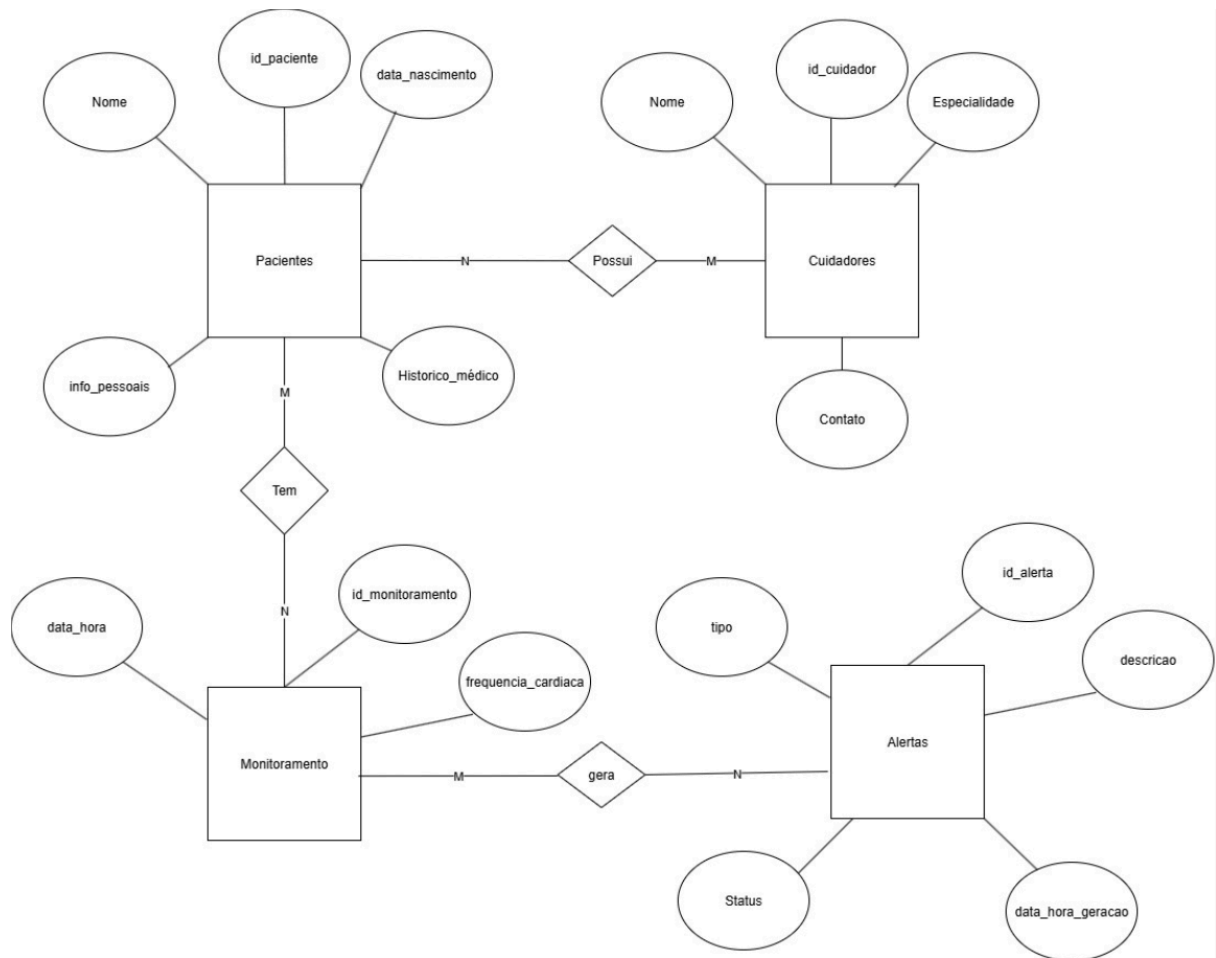 id_paciente
data_nascimento
Nome
id_cuidador
Nome
Especialidade
Pacientes
N
Possui
M
Cuidadores
info_pessoais
M
Historico_médico
Contato
Tem
id_alerta
id_monitoramento
N
data_hora
tipo
descricao
frequencia_cardiaca
Alertas
Monitoramento
M
gera
N
Status
data_hora_geracao